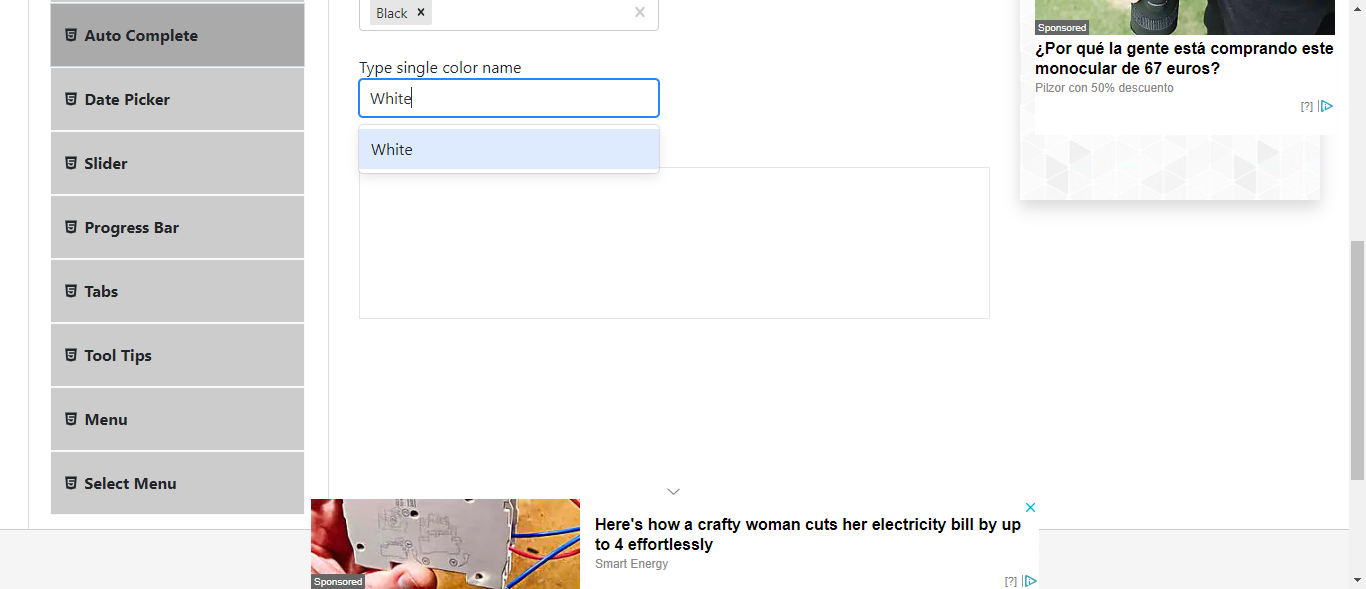 Auto Complete
Date Picker
Slider
Progress Bar
Tabs
Tool Tips
Menu
Select Menu
Black ×
×
Type single color name
White
White
Sponsored
¿Por qué la gente está comprando este
monocular de 67 euros?
Pilzor con 50% descuento
[?]
Sponsored
Here's how a crafty woman cuts her electricity bill by up
to 4 effortlessly
Smart Energy
[?]